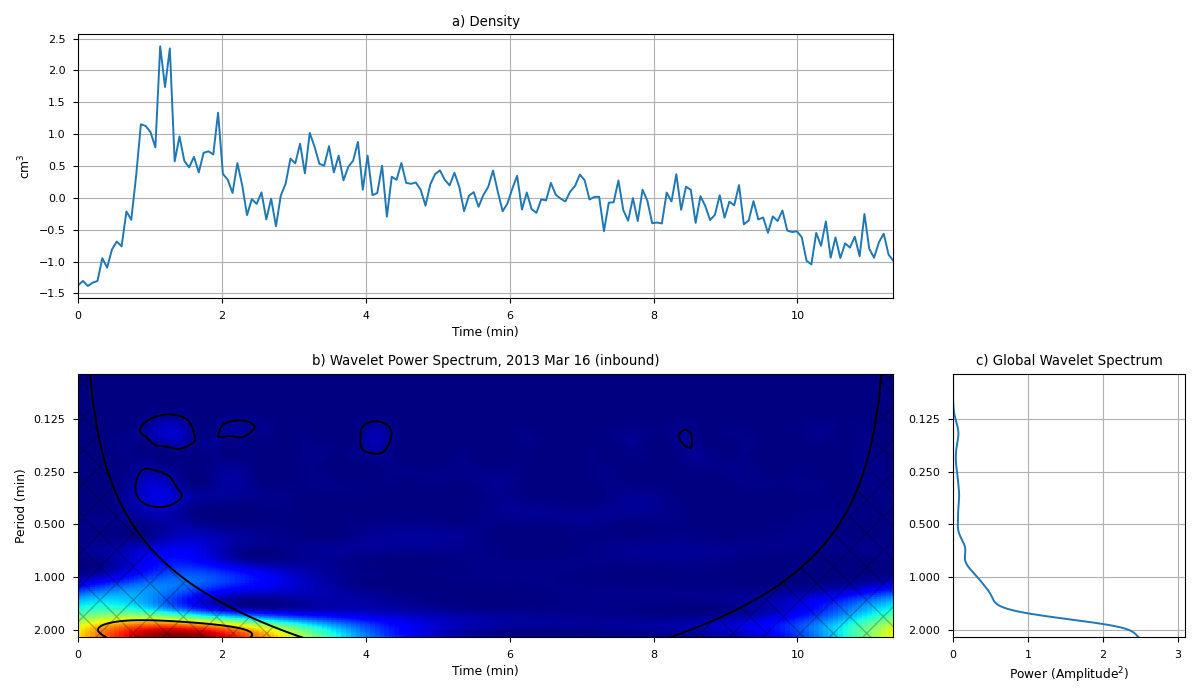 a) Density
2.5
2.0
1.5
1.0
0.5
0.0
−0.5
−1.0
−1.5
cm³
0 2 4 6 8 10
Time (min)
b) Wavelet Power Spectrum, 2013 Mar 16 (inbound)
0.125
0.250
0.500
1.000
2.000
Period (min)
0 2 4 6 8 10
Time (min)
c) Global Wavelet Spectrum
0.125
0.250
0.500
1.000
2.000
0 1 2 3
Power (Amplitude²)